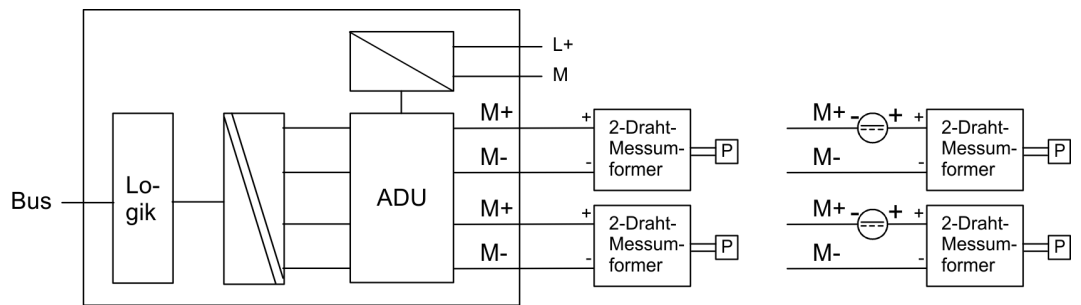 L+
M
Bus
Lo-
gik
ADU
M+
M-
M+
M-
+
2-Draht-
Messum-
former
-
P
+
2-Draht-
Messum-
former
-
P
M+
-
+
+
2-Draht-
Messum-
former
M-
-
P
M+
-
+
+
2-Draht-
Messum-
former
M-
-
P